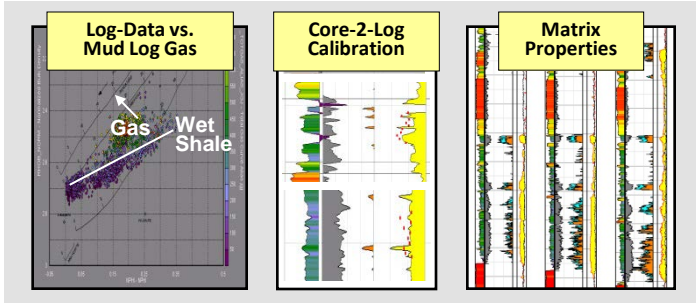 Log-Data vs.
Mud Log Gas
Core-2-Log
Calibration
Matrix
Properties
Gas
Wet
Shale